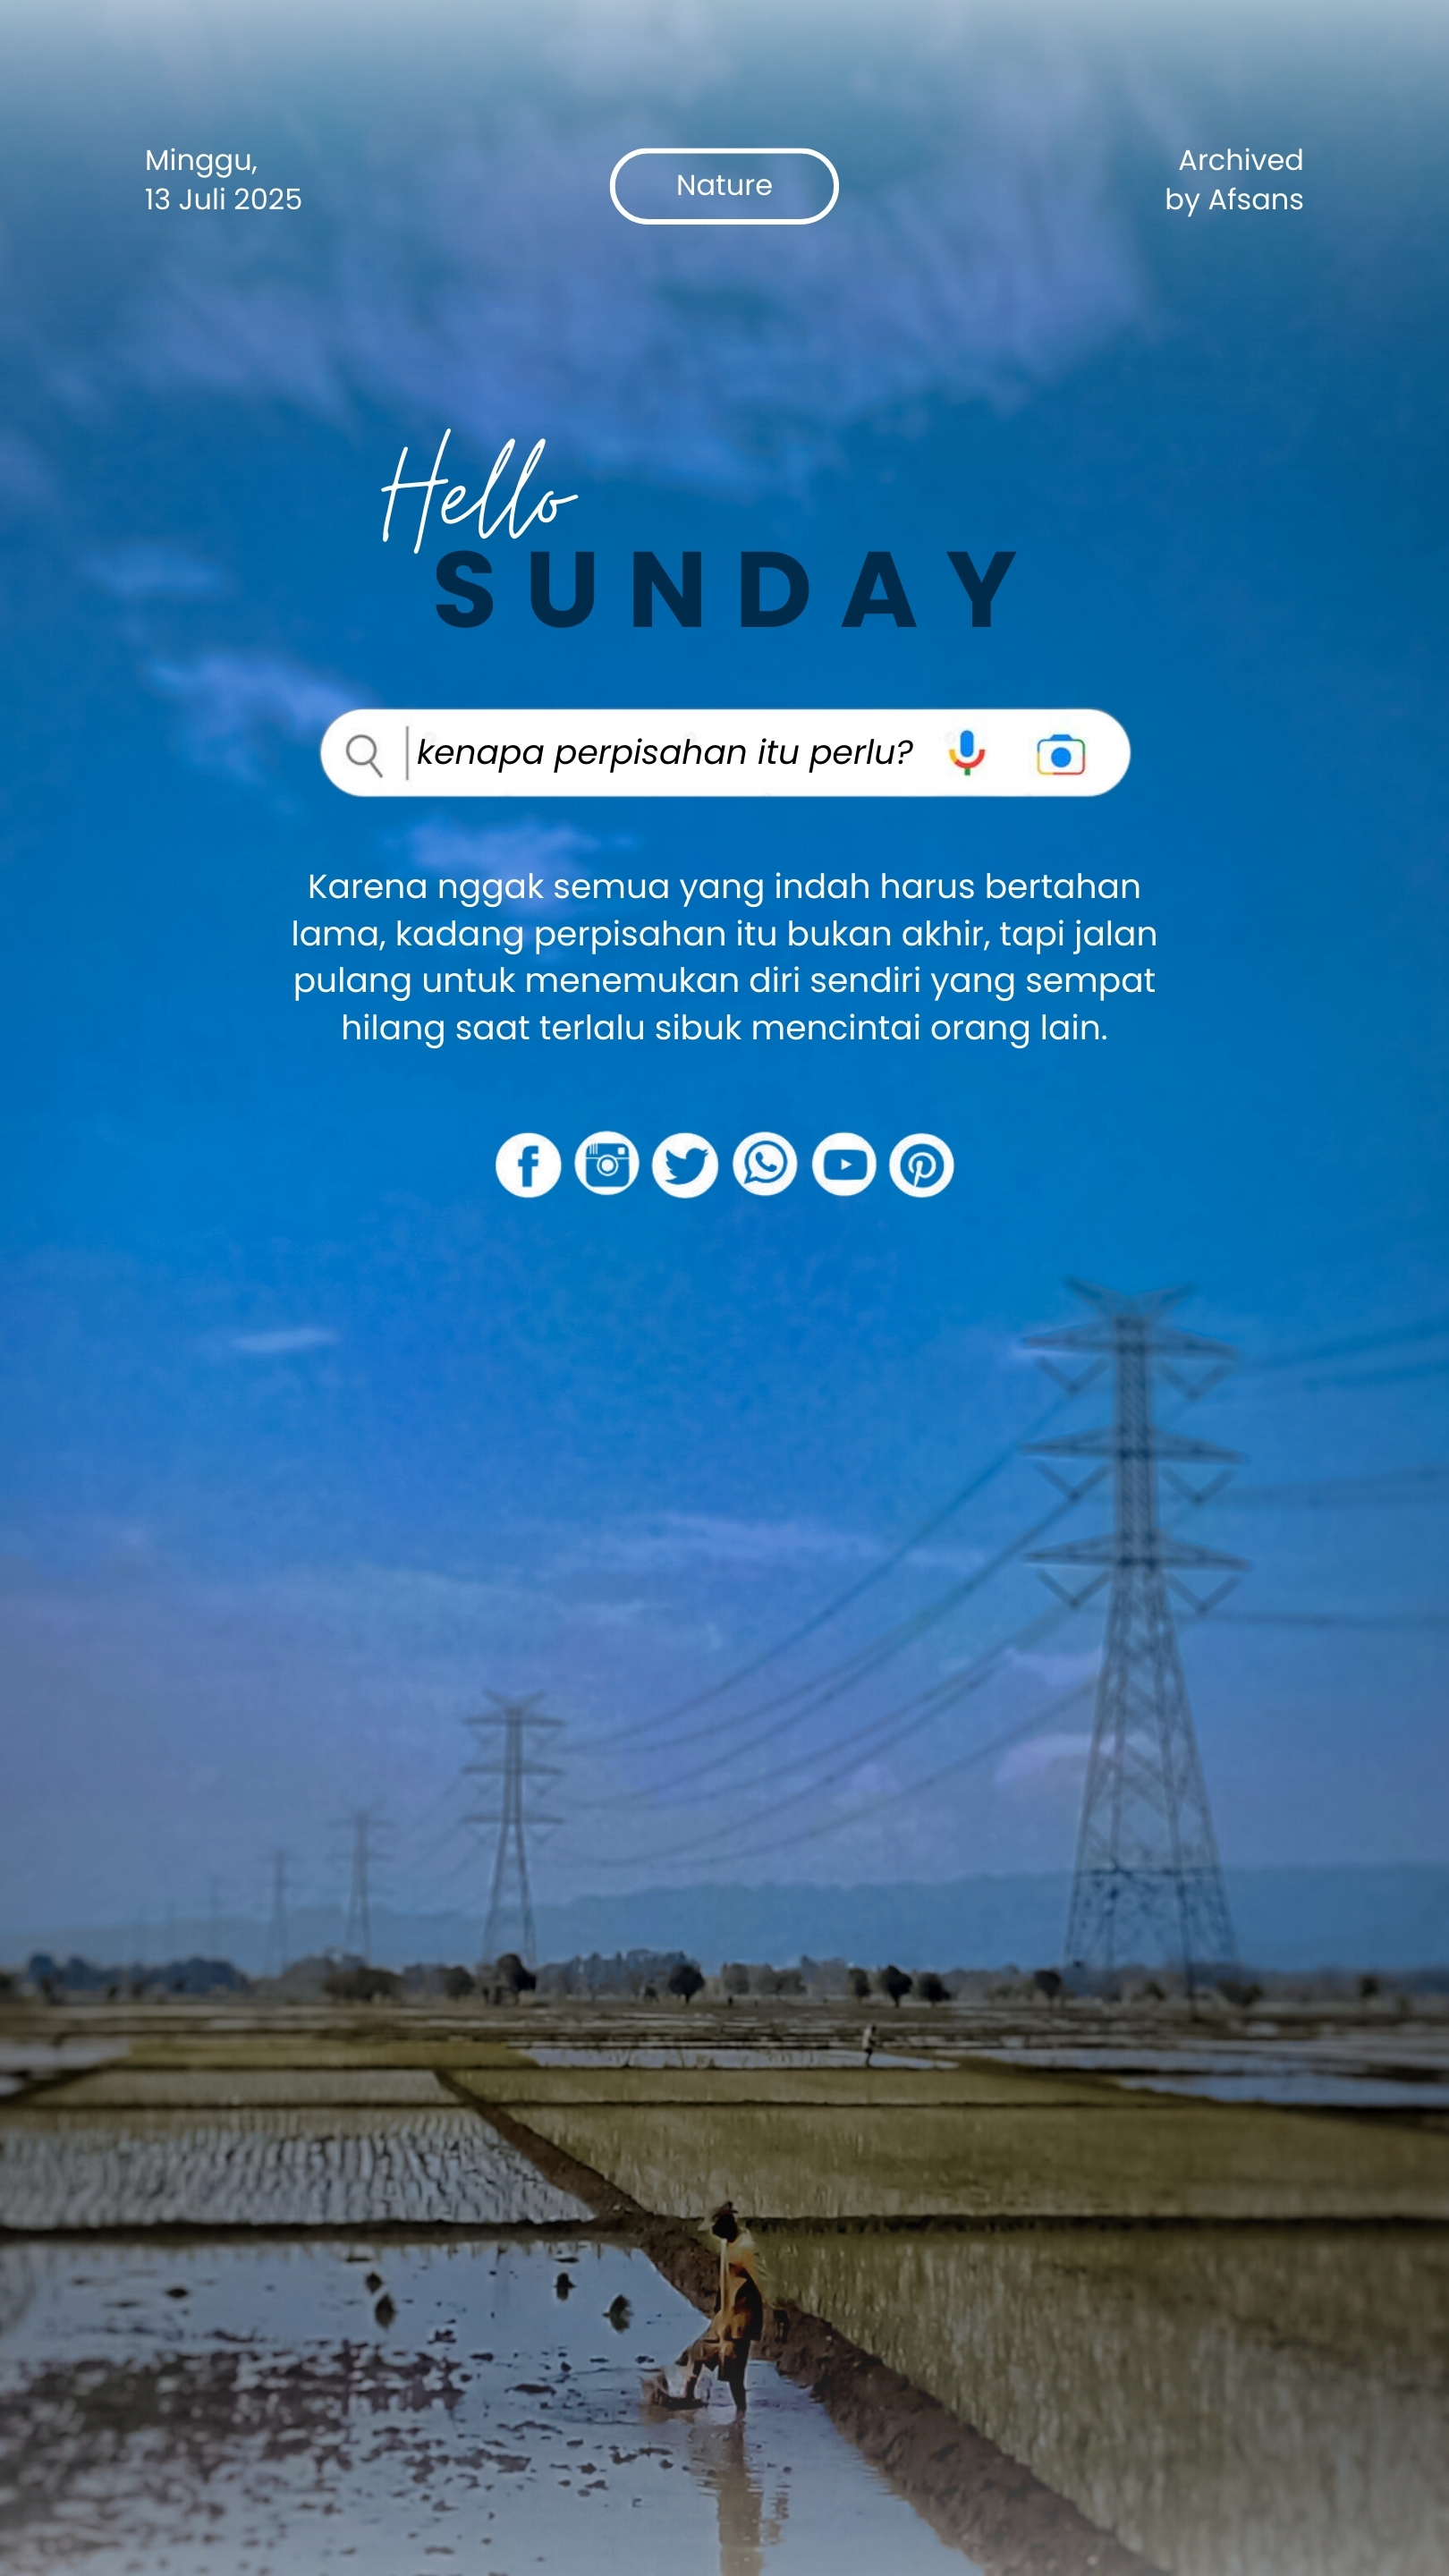 Minggu,
13 Juli 2025
Nature
Archived
by Afsans
Hello
SUNDAY
kenapa perpisahan itu perlu?
Karena nggak semua yang indah harus bertahan
lama, kadang perpisahan itu bukan akhir, tapi jalan
pulang untuk menemukan diri sendiri yang sempat
hilang saat terlalu sibuk mencintai orang lain.